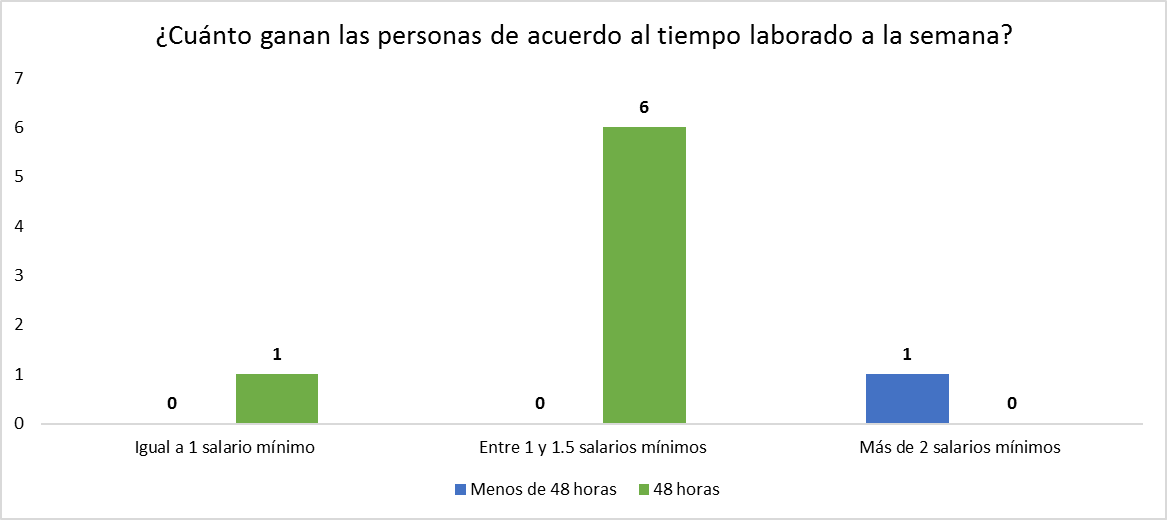 ¿Cuánto ganan las personas de acuerdo al tiempo laborado a la semana?
7
6
5
4
3
2
1
0
0
1
0
6
1
0
Igual a 1 salario mínimo
Entre 1 y 1.5 salarios mínimos
Más de 2 salarios mínimos
Menos de 48 horas
48 horas